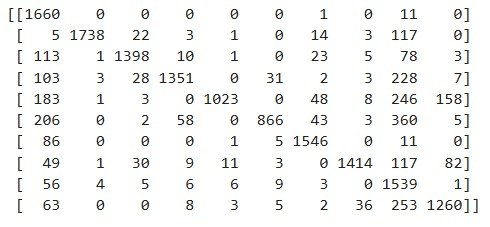 [[1660 0 0 0 0 0 1 0 11 0]
[ 5 1738 22 3 1 0 14 3 117 0]
[ 113 1 1398 10 1 0 23 5 78 3]
[ 103 3 28 1351 0 31 2 3 228 7]
[ 183 1 3 0 1023 0 48 8 246 158]
[ 206 0 2 58 0 866 43 3 360 5]
[ 86 0 0 0 1 5 1546 0 11 0]
[ 49 1 30 9 11 3 0 1414 117 82]
[ 56 4 5 6 6 9 3 0 1539 1]
[ 63 0 0 8 3 5 2 36 253 1260]]